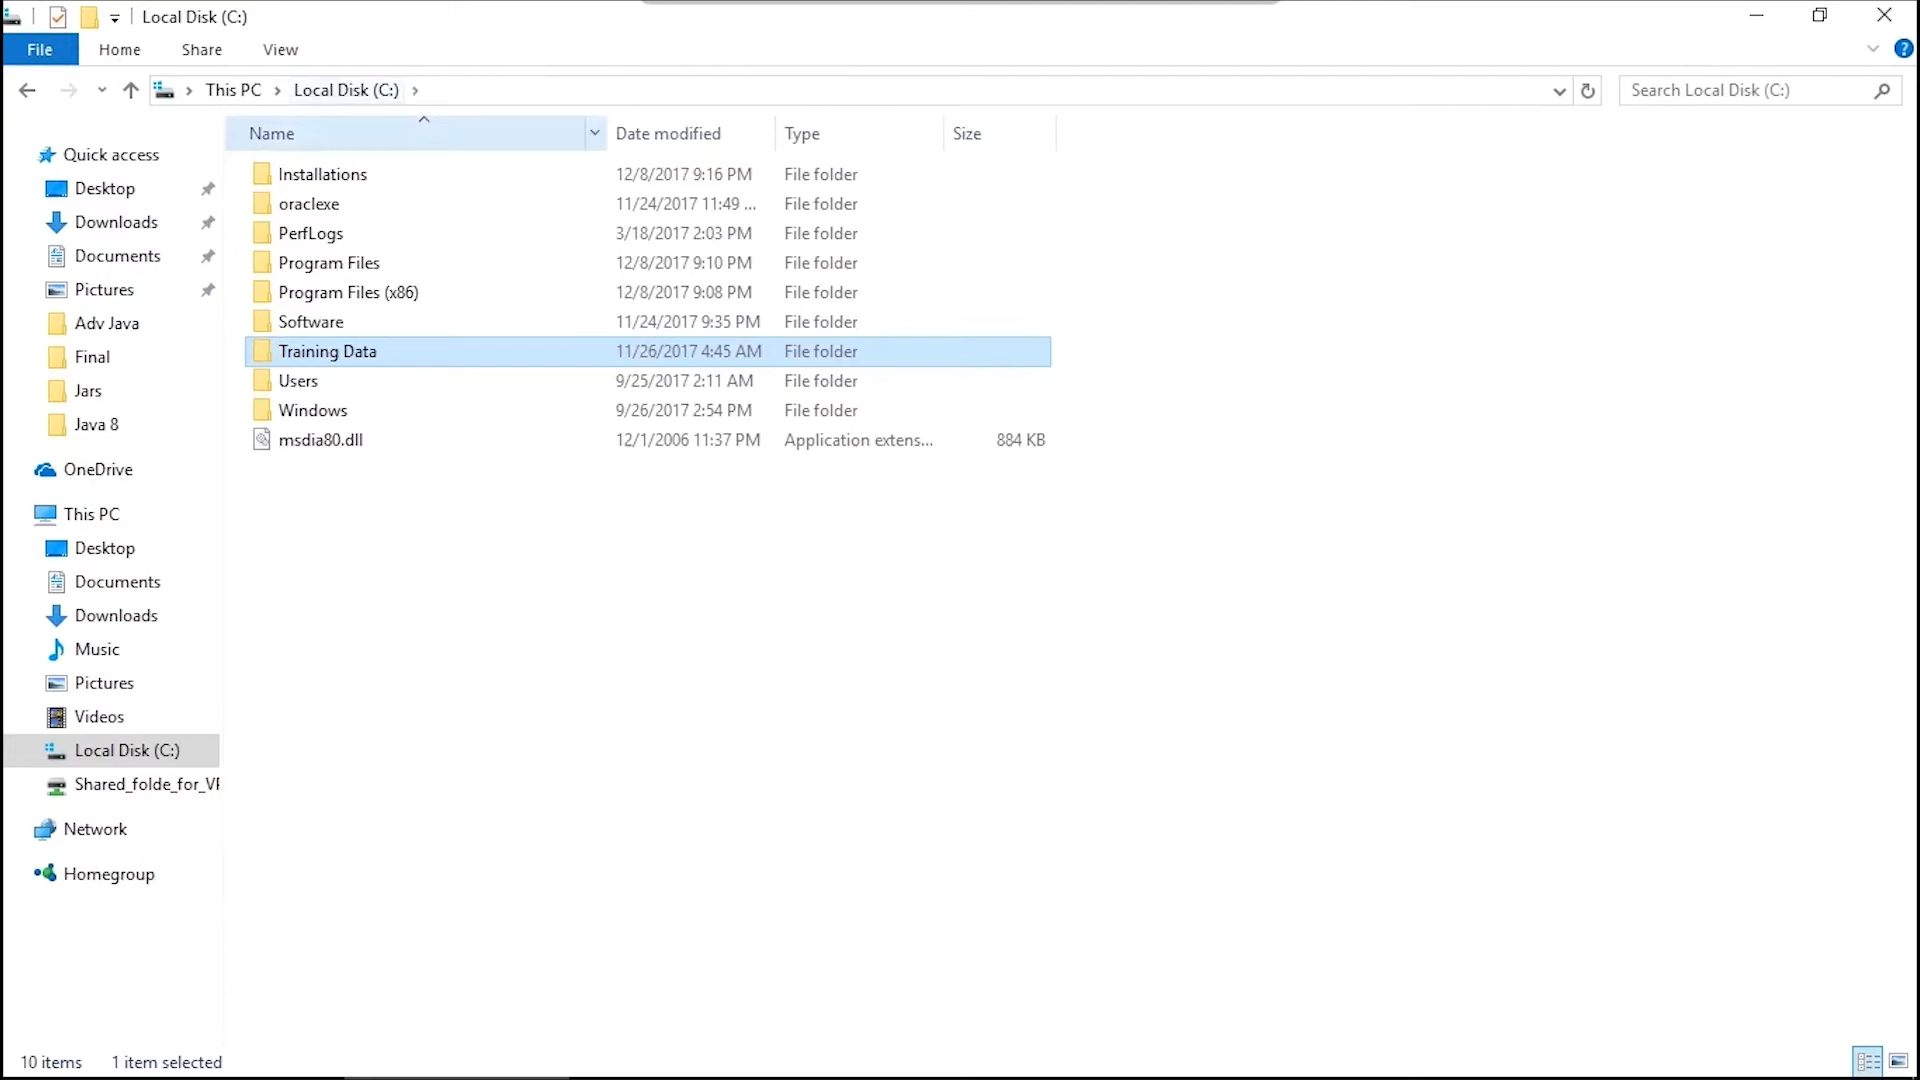 Local Disk (C:)
File Home Share View
This PC Local Disk (C:) Search Local Disk (C:)
Name Date modified Type Size
Quick access
Desktop
Downloads
Documents
Pictures
Adv Java
Final
Jars
Java 8
OneDrive
This PC
Desktop
Documents
Downloads
Music
Pictures
Videos
Local Disk (C:)
Shared_folde_for_VF
Network
Homegroup
Installations 12/8/2017 9:16 PM File folder
oraclexe 11/24/2017 11:49 ... File folder
PerfLogs 3/18/2017 2:03 PM File folder
Program Files 12/8/2017 9:10 PM File folder
Program Files (x86) 12/8/2017 9:08 PM File folder
Software 11/24/2017 9:35 PM File folder
Training Data 11/26/2017 4:45 AM File folder
Users 9/25/2017 2:11 AM File folder
Windows 9/26/2017 2:54 PM File folder
msdia80.dll 12/1/2006 11:37 PM Application extens... 884 KB
10 items 1 item selected